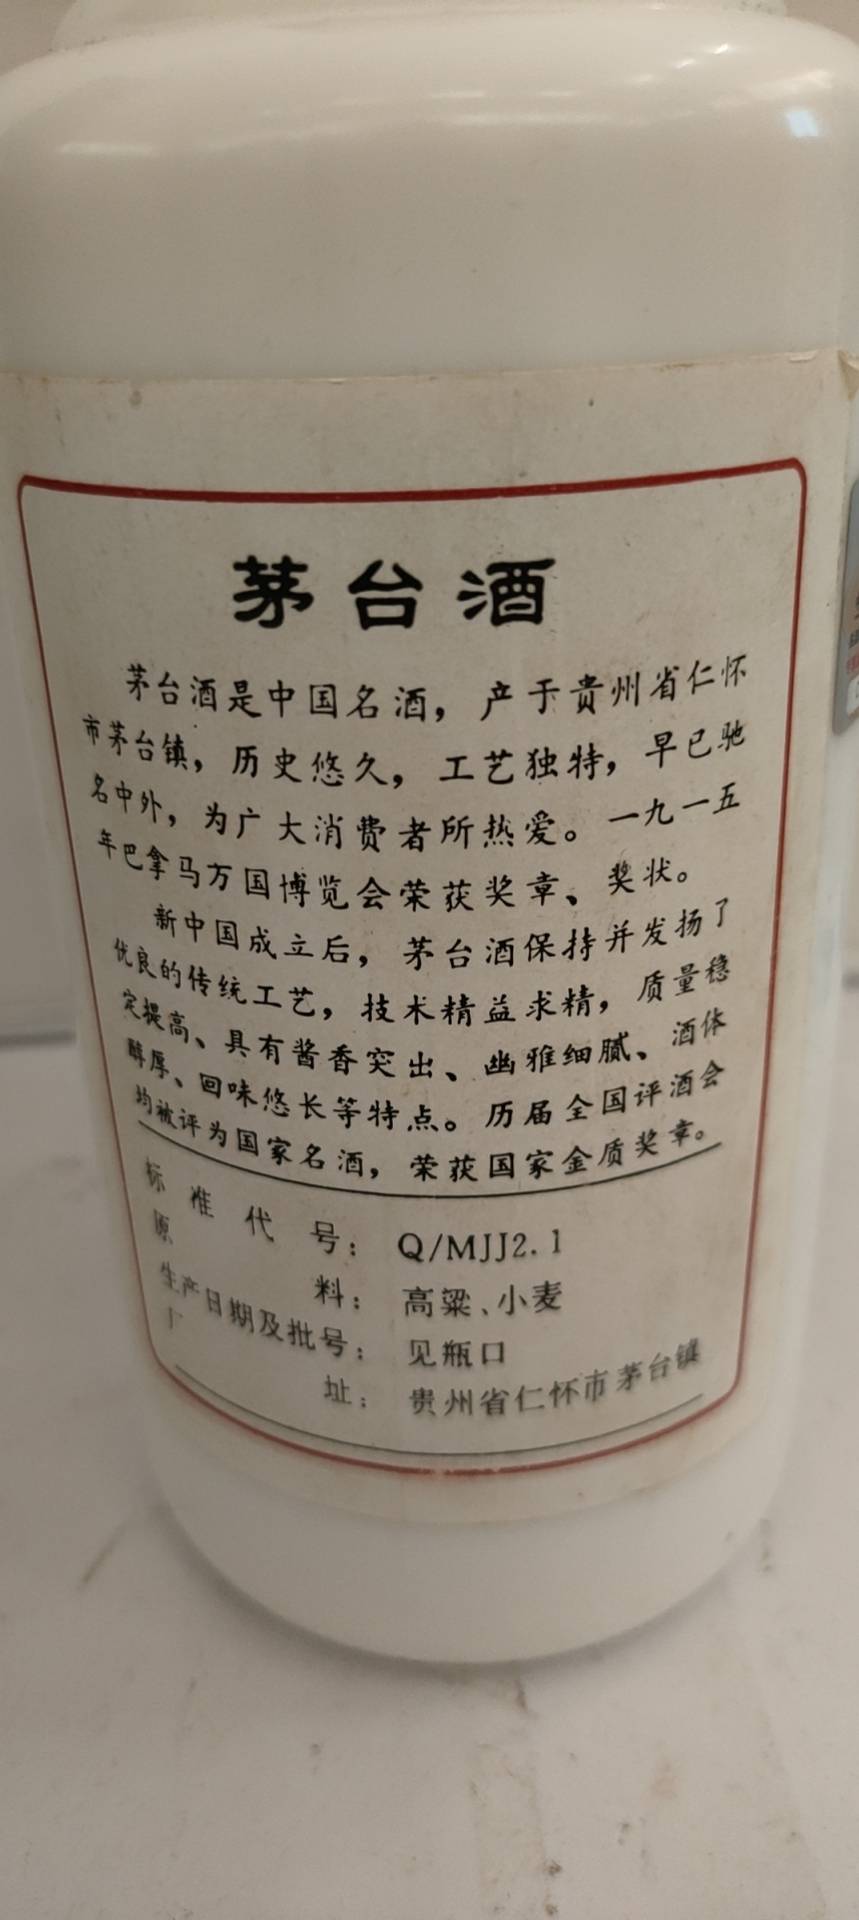 茅台酒
茅台酒是中国名酒，产于贵州省仁怀
市茅台镇，历史悠久，工艺独特，早已驰
名中外，为广大消费者所热爱。一九一五
年巴拿马万国博览会荣获奖章、奖状。
新中国成立后，茅台酒保持并发扬了
优良的传统工艺，技术精益求精，质量稳
定提高、具有酱香突出、幽雅细腻、酒体
醇厚、回味悠长等特点。历届全国评酒会
均被评为国家名酒，荣获国家金质奖章。
标准代号：Q/MJJ2.1
原料：高粱、小麦
生产日期及批号：见瓶口
厂址：贵州省仁怀市茅台镇